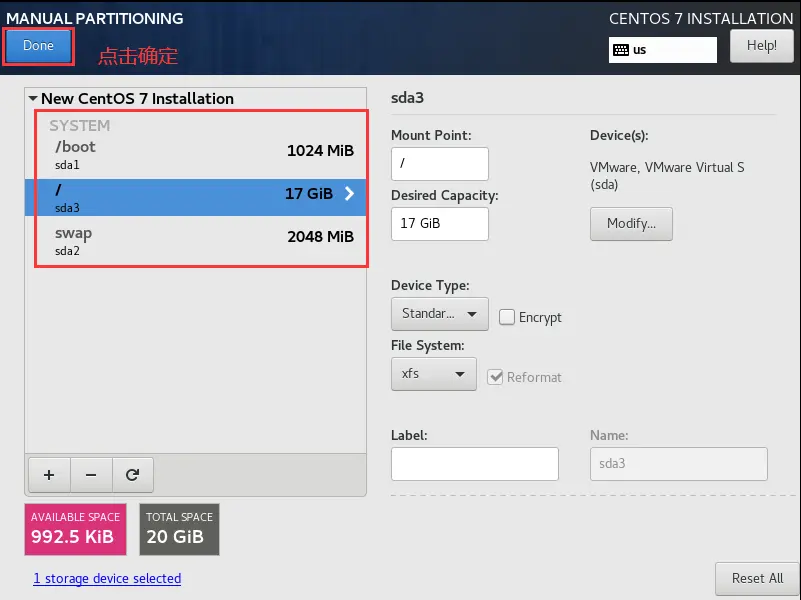 MANUAL PARTITIONING
CENTOS 7 INSTALLATION
Done
点击确定
us
Help!
New CentOS 7 Installation
SYSTEM
/boot
1024 MiB
sda1
/
17 GiB
sda3
swap
2048 MiB
sda2
sda3
Mount Point:
/
Device(s):
VMware, VMware Virtual S
(sda)
Desired Capacity:
17 GiB
Modify...
Device Type:
Standar...
Encrypt
File System:
xfs
Reformat
Label:
Name:
sda3
+
−
AVAILABLE SPACE
992.5 KiB
TOTAL SPACE
20 GiB
1 storage device selected
Reset All